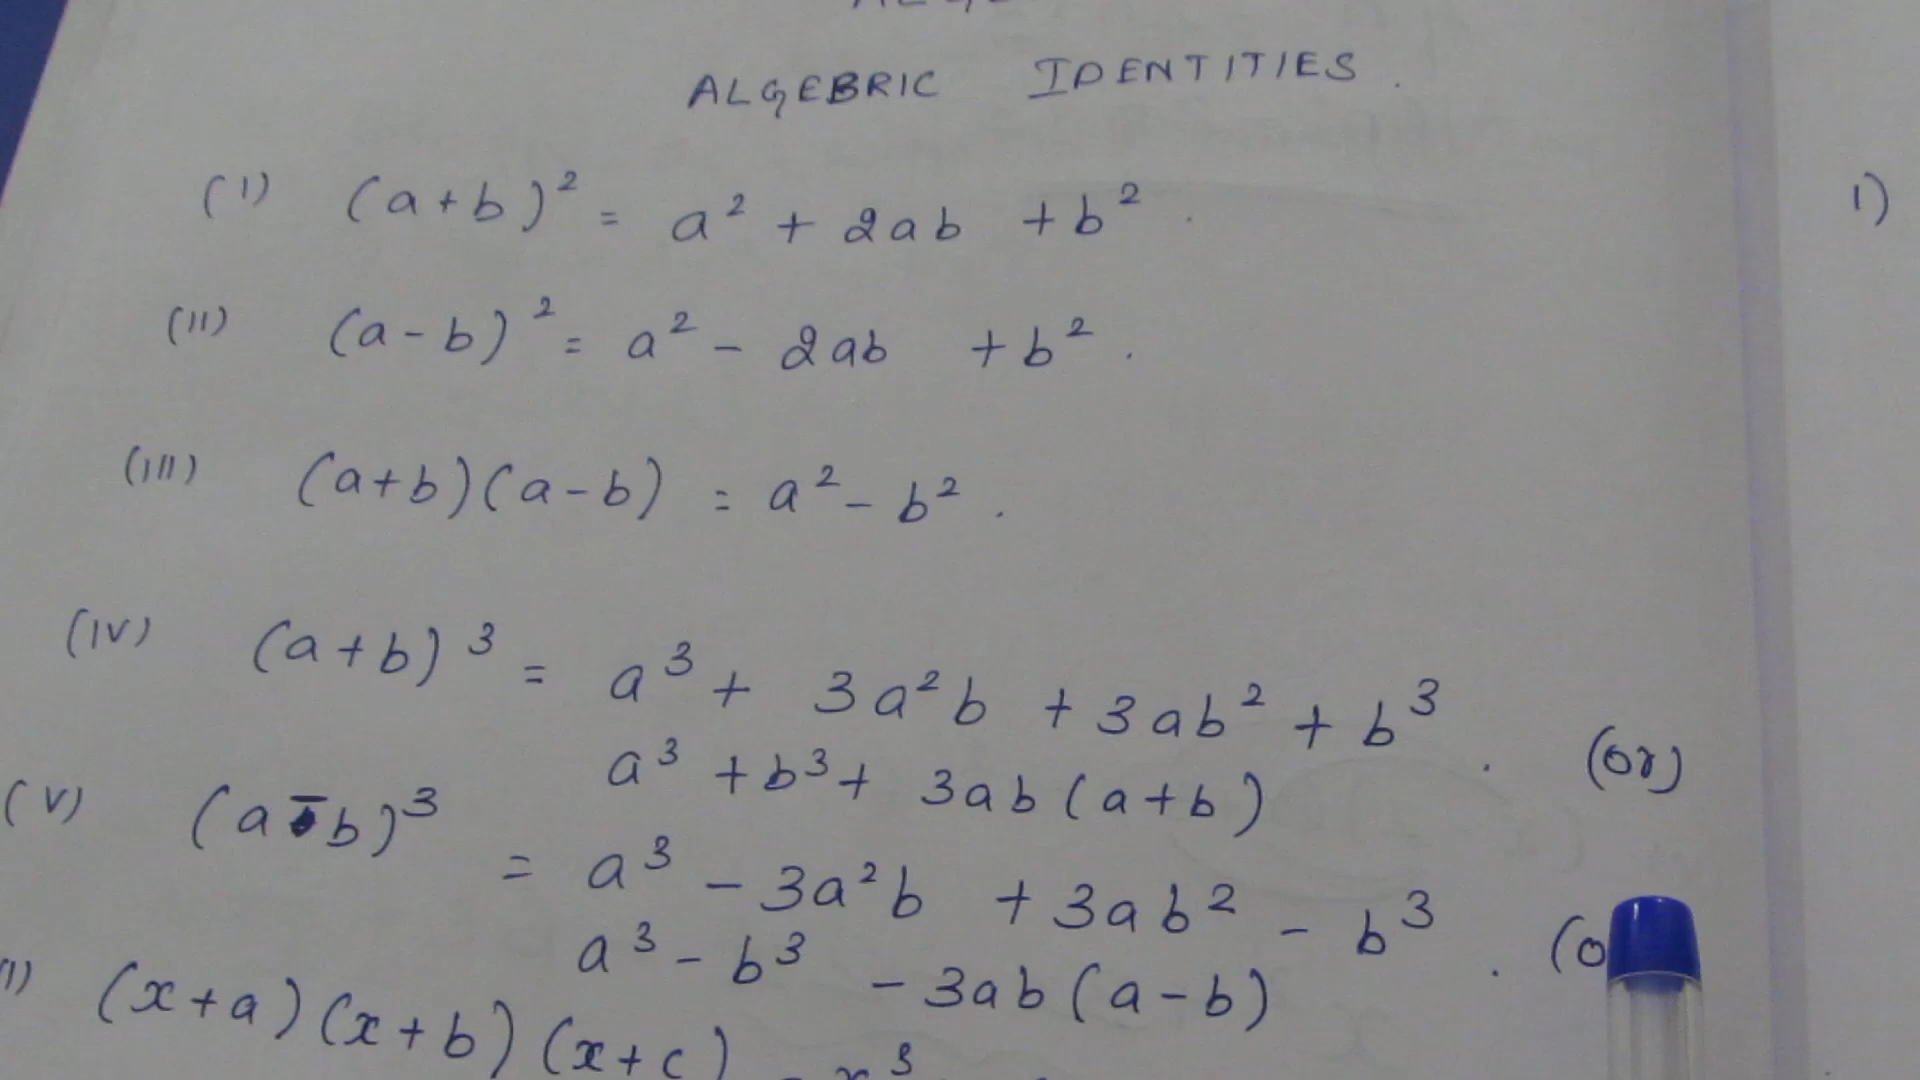 ALGEBRIC IDENTITIES.
(i) (a+b)² = a² + 2ab + b².
1)
(ii) (a-b)² = a² - 2ab + b².
(iii) (a+b)(a-b) = a² - b².
(iv) (a+b)³ = a³ + 3a²b + 3ab² + b³. (or)
a³ + b³ + 3ab(a+b)
(v) (a-b)³ = a³ - 3a²b + 3ab² - b³. (o
a³ - b³ - 3ab(a-b)
(x+a)(x+b)(x+c) = x³